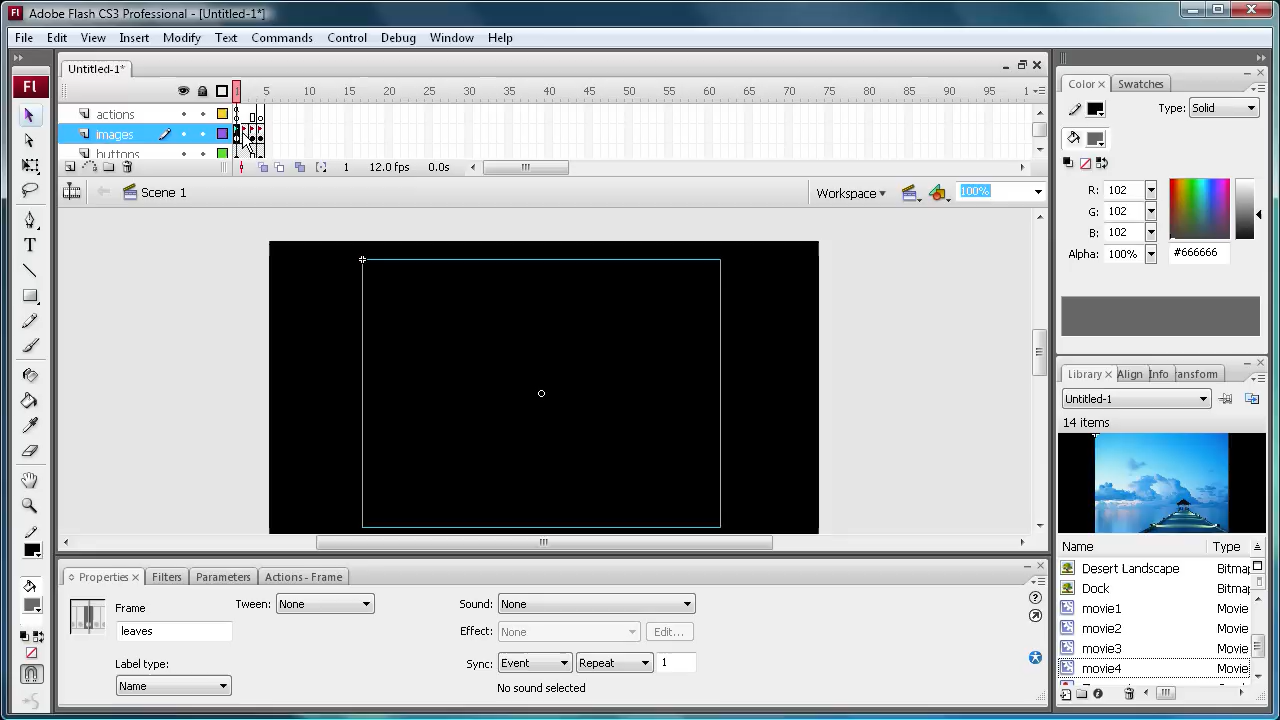 Adobe Flash CS3 Professional - [Untitled-1*]
File Edit View Insert Modify Text Commands Control Debug Window Help
Untitled-1*
1 5 10 15 20 25 30 35 40 45 50 55 60 65 70 75 80 85 90 95 1
actions
images
buttons
1 12.0 fps 0.0s
Scene 1
Workspace
100%
Fl
Color Swatches
Type: Solid
R: 102
G: 102
B: 102
Alpha: 100%
#666666
Library Align Info ransform
Untitled-1
14 items
Name Type
Desert Landscape Bitmap
Dock Bitmap
movie1 Movie
movie2 Movie
movie3 Movie
movie4 Movie
Properties Filters Parameters Actions - Frame
Frame
leaves
Label type:
Name
Tween: None
Sound: None
Effect: None Edit...
Sync: Event Repeat 1
No sound selected